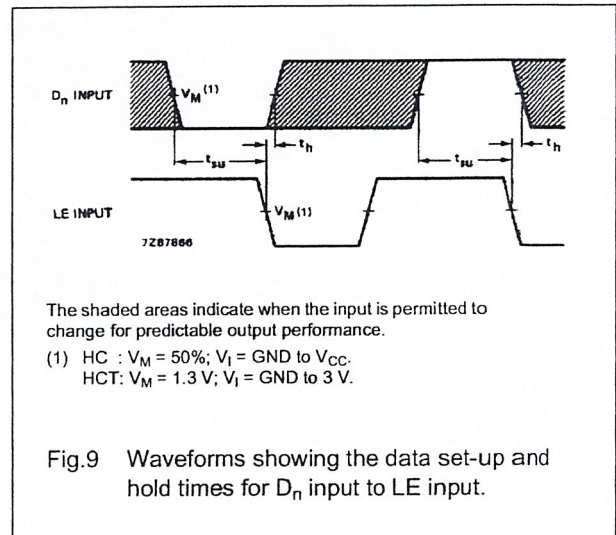 Dn INPUT
VM(1)
tsu
th
tsu
th
LE INPUT
VM(1)
7Z87866
The shaded areas indicate when the input is permitted to
change for predictable output performance.
(1) HC : VM = 50%; VI = GND to VCC.
HCT: VM = 1.3 V; VI = GND to 3 V.
Fig.9 Waveforms showing the data set-up and
hold times for Dn input to LE input.